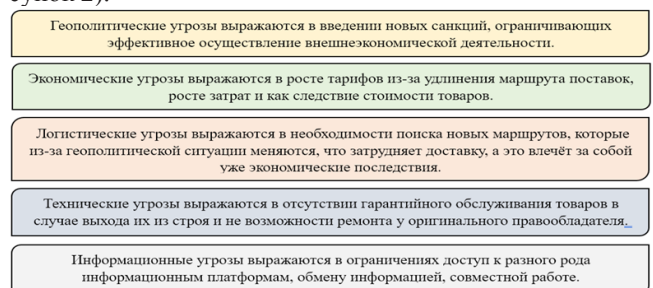 Геополитические угрозы выражаются в введении новых санкций, ограничивающих
эффективное осуществление внешнеэкономической деятельности.
Экономические угрозы выражаются в росте тарифов из-за удлинения маршрута поставок,
росте затрат и как следствие стоимости товаров.
Логистические угрозы выражаются в необходимости поиска новых маршрутов, которые
из-за геополитической ситуации меняются, что затрудняет доставку, а это влечёт за собой
уже экономические последствия.
Технические угрозы выражаются в отсутствии гарантийного обслуживания товаров в
случае выхода их из строя и не возможности ремонта у оригинального правообладателя.
Информационные угрозы выражаются в ограничениях доступ к разного рода
информационным платформам, обмену информацией, совместной работе.